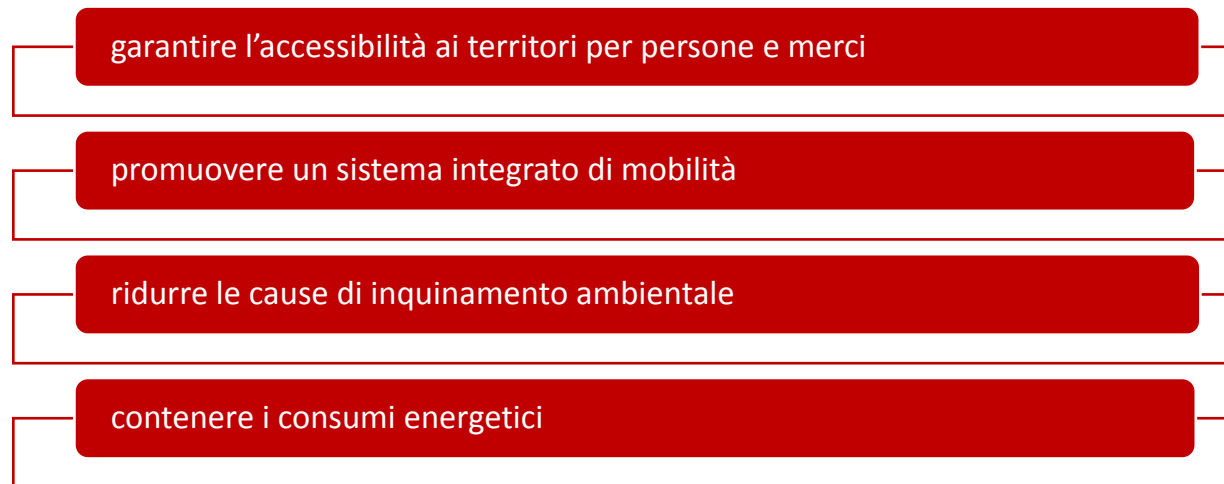 garantire l’accessibilità ai territori per persone e merci
promuovere un sistema integrato di mobilità
ridurre le cause di inquinamento ambientale
contenere i consumi energetici